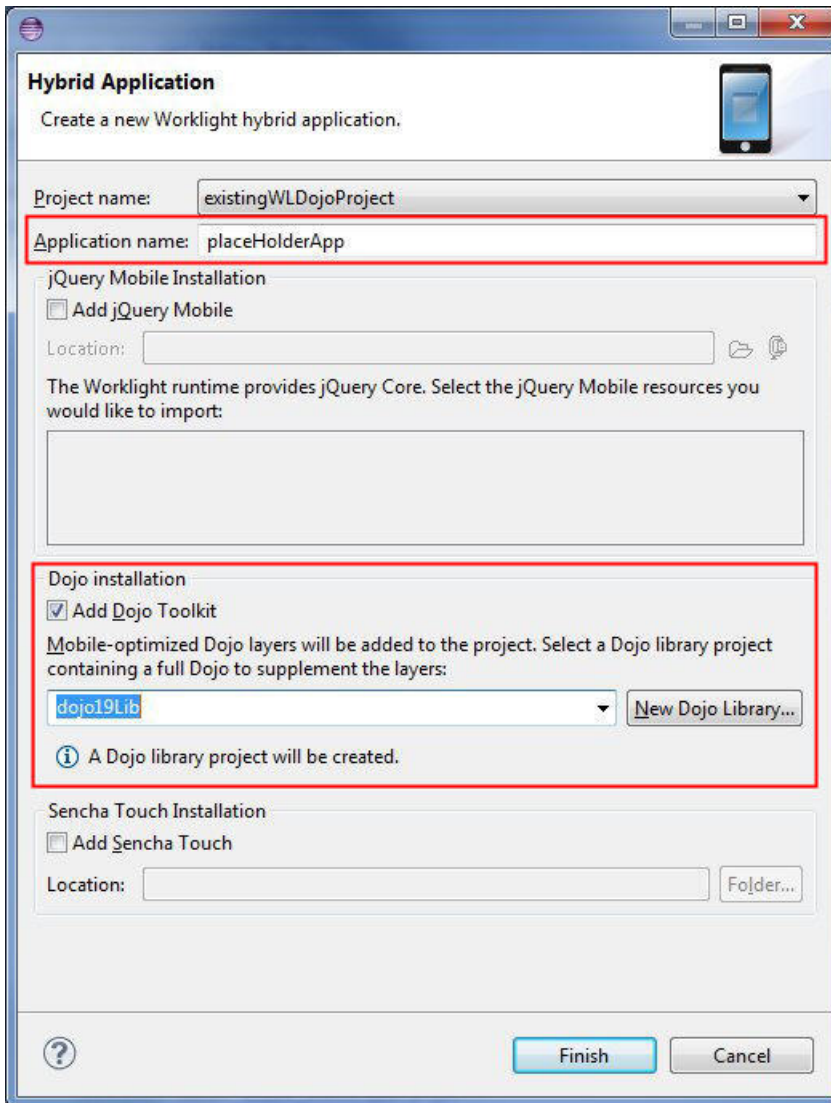 Hybrid Application
Create a new Worklight hybrid application.
Project name: existingWLDojoProject
Application name: placeHolderApp
jQuery Mobile Installation
Add jQuery Mobile
Location:
The Worklight runtime provides jQuery Core. Select the jQuery Mobile resources you
would like to import:
Dojo installation
Add Dojo Toolkit
Mobile-optimized Dojo layers will be added to the project. Select a Dojo library project
containing a full Dojo to supplement the layers:
dojo19Lib New Dojo Library...
A Dojo library project will be created.
Sencha Touch Installation
Add Sencha Touch
Location: Folder...
? Finish Cancel